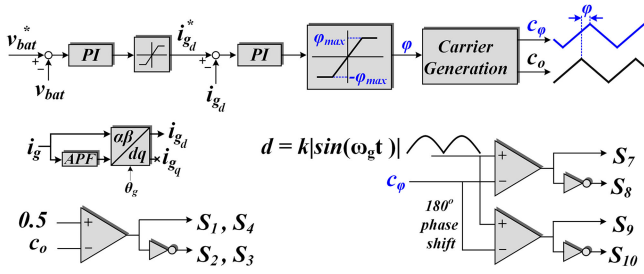 v*bat
+
−
vbat
PI
i*gd
+
−
igd
PI
φmax
-φmax
φ
Carrier
Generation
cφ
co
φ
ig
APF
αβ
dq
θg
igd
igq
d = k|sin(ωgt )|
cφ
180o
phase
shift
+
−
S7
S8
+
−
S9
S10
0.5
co
+
−
S1 , S4
S2 , S3